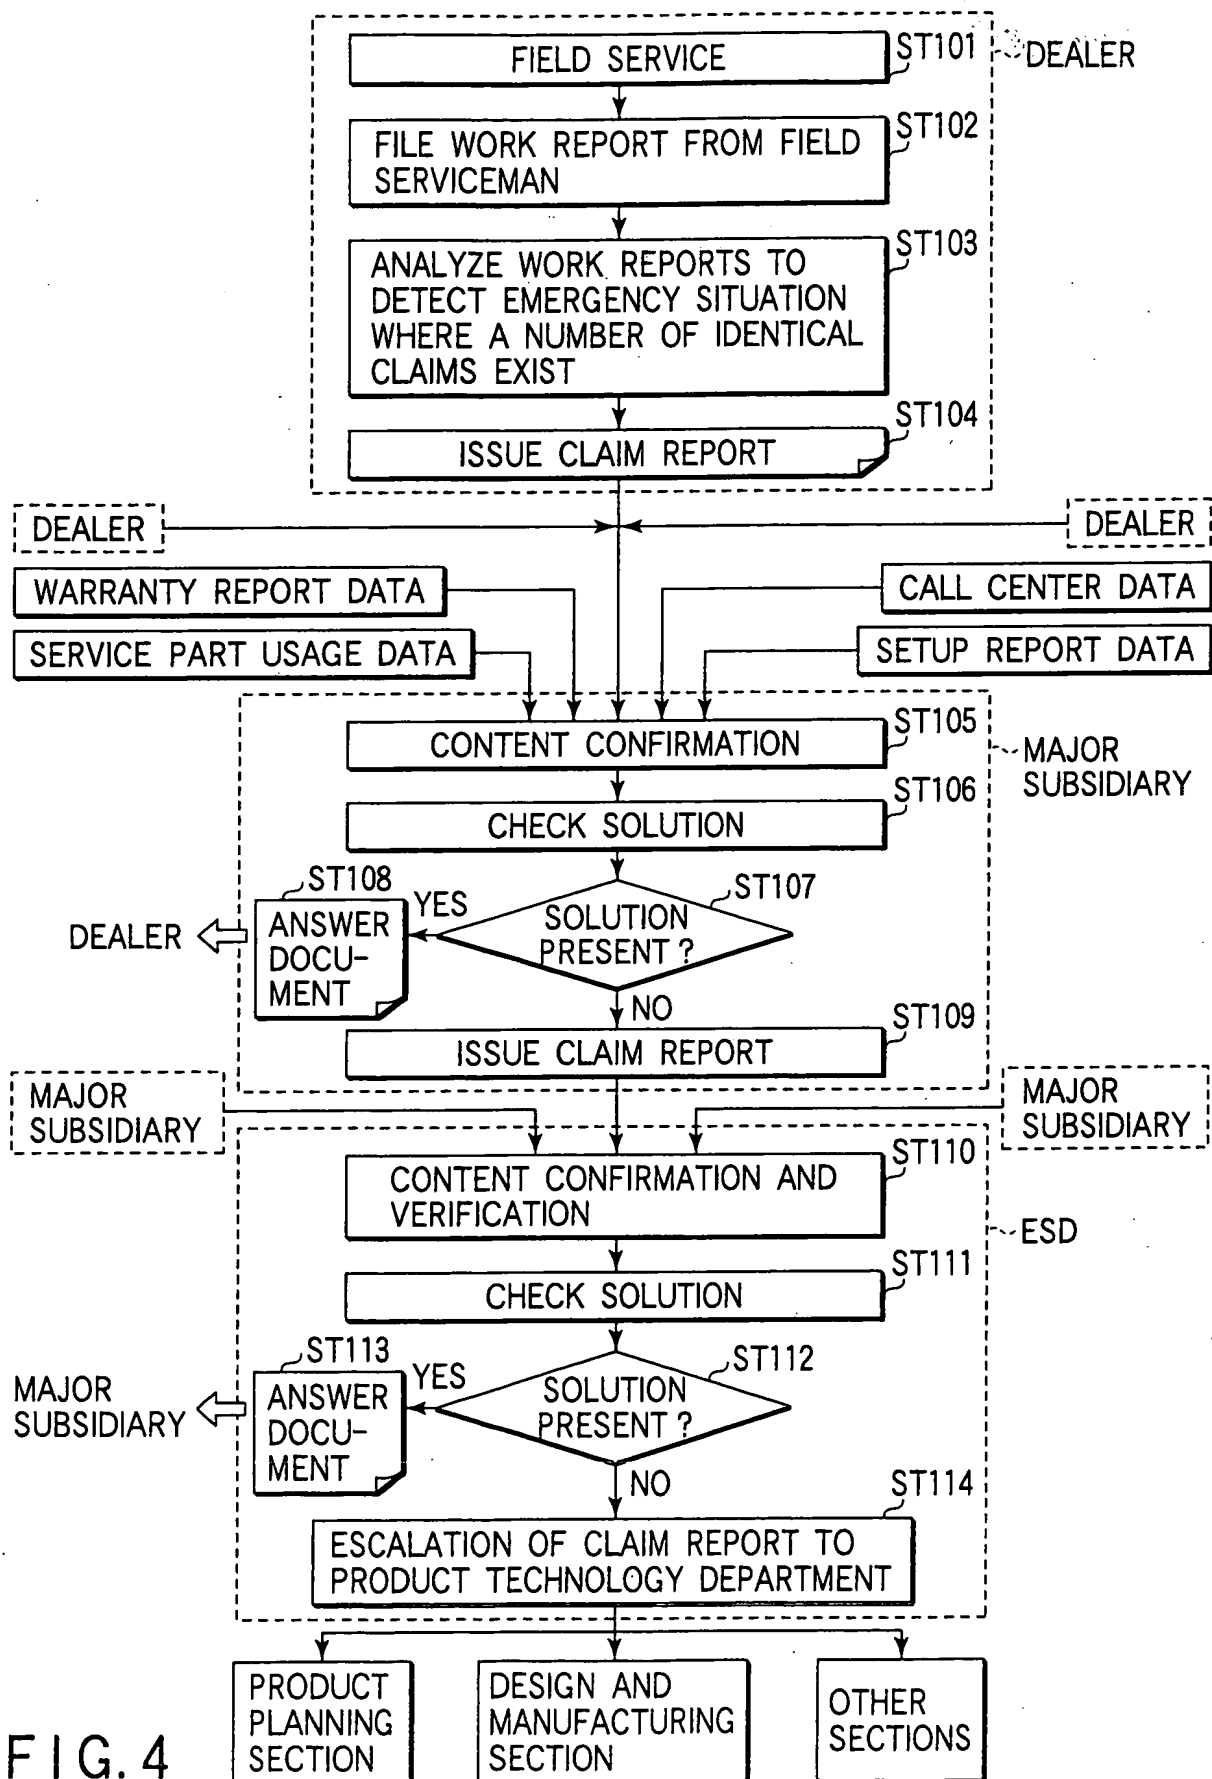 FIELD SERVICE
ST101
DEALER
FILE WORK REPORT FROM FIELD
SERVICEMAN
ST102
ANALYZE WORK REPORTS TO
DETECT EMERGENCY SITUATION
WHERE A NUMBER OF IDENTICAL
CLAIMS EXIST
ST103
ISSUE CLAIM REPORT
ST104
DEALER
DEALER
WARRANTY REPORT DATA
CALL CENTER DATA
SERVICE PART USAGE DATA
SETUP REPORT DATA
CONTENT CONFIRMATION
ST105
MAJOR
SUBSIDIARY
CHECK SOLUTION
ST106
SOLUTION
PRESENT?
ST107
YES
ST108
ANSWER
DOCU-
MENT
DEALER
NO
ISSUE CLAIM REPORT
ST109
MAJOR
SUBSIDIARY
MAJOR
SUBSIDIARY
CONTENT CONFIRMATION AND
VERIFICATION
ST110
ESD
CHECK SOLUTION
ST111
SOLUTION
PRESENT?
ST112
YES
ST113
ANSWER
DOCU-
MENT
MAJOR
SUBSIDIARY
NO
ESCALATION OF CLAIM REPORT TO
PRODUCT TECHNOLOGY DEPARTMENT
ST114
PRODUCT
PLANNING
SECTION
DESIGN AND
MANUFACTURING
SECTION
OTHER
SECTIONS
FIG. 4